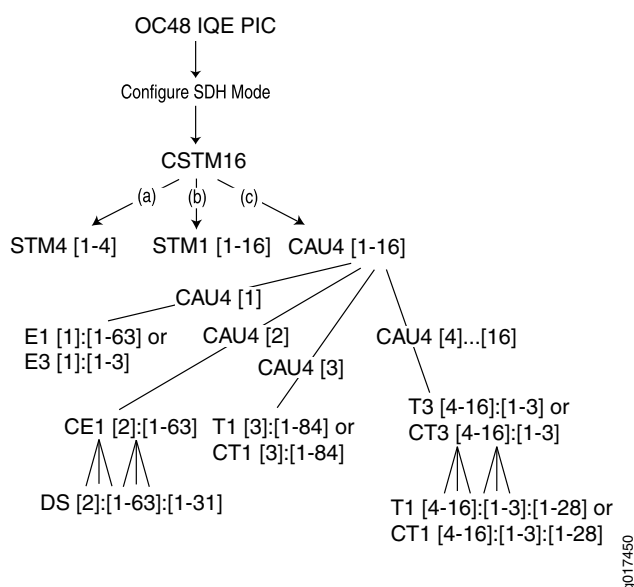 OC48 IQE PIC
Configure SDH Mode
CSTM16
(a)
(b)
(c)
STM4 [1-4]
STM1 [1-16]
CAU4 [1-16]
CAU4 [1]
E1 [1]:[1-63] or
E3 [1]:[1-3]
CAU4 [2]
CAU4 [3]
CAU4 [4]...[16]
CE1 [2]:[1-63]
T1 [3]:[1-84] or
CT1 [3]:[1-84]
T3 [4-16]:[1-3] or
CT3 [4-16]:[1-3]
DS [2]:[1-63]:[1-31]
T1 [4-16]:[1-3]:[1-28] or
CT1 [4-16]:[1-3]:[1-28]
g017450